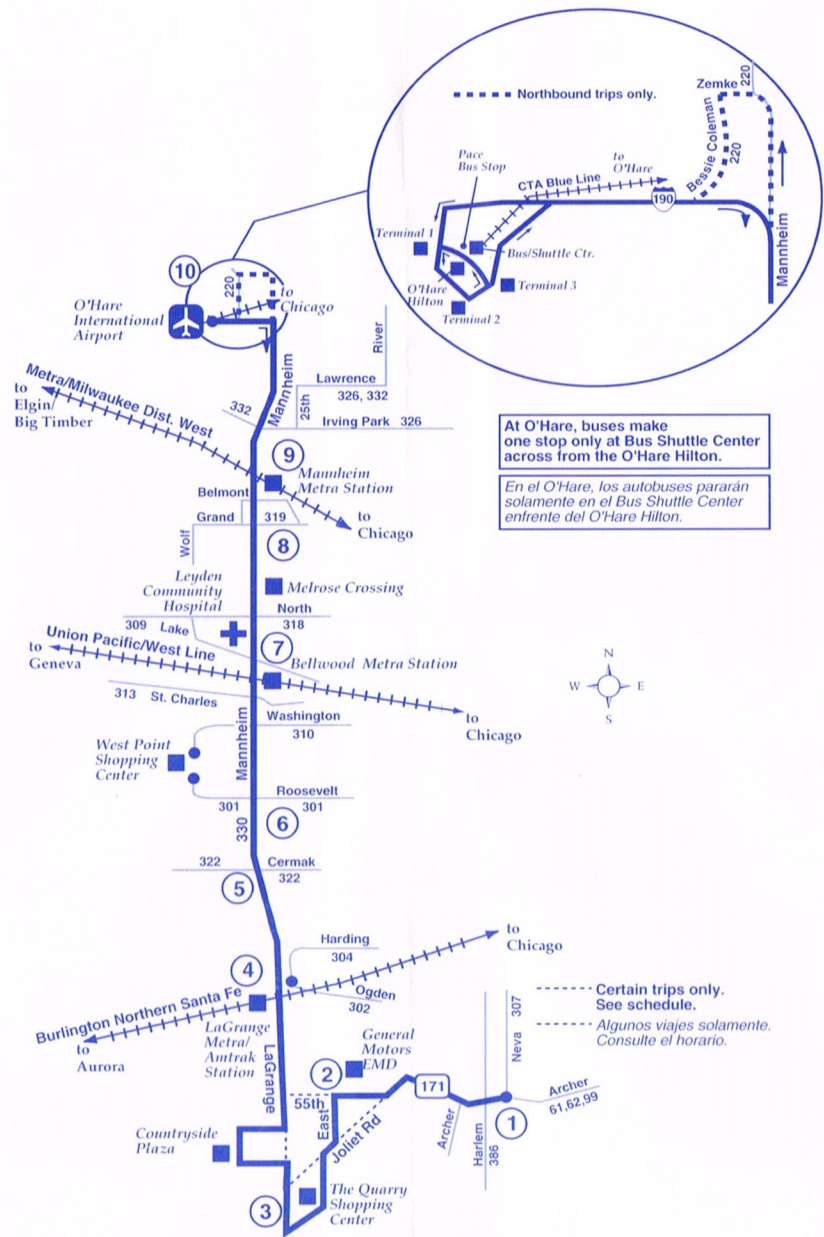 Northbound trips only.
Zemke
220
Bessie Coleman
220
Pace
Bus Stop
to
O'Hare
CTA Blue Line
190
Mannheim
Terminal 1
Bus/Shuttle Ctr.
O'Hare
Hilton
Terminal 3
Terminal 2
10
220
to
Chicago
O'Hare
International
Airport
Mannheim
River
Lawrence
326, 332
25th
332
Irving Park 326
Metra/Milwaukee Dist. West
to
Elgin/
Big Timber
At O'Hare, buses make
one stop only at Bus Shuttle Center
across from the O'Hare Hilton.
En el O'Hare, los autobuses pararán
solamente en el Bus Shuttle Center
enfrente del O'Hare Hilton.
9
Mannheim
Metra Station
Belmont
Grand
319
to
Chicago
Wolf
8
Leyden
Community
Hospital
Melrose Crossing
309
Lake
North
318
Union Pacific/West Line
to
Geneva
7
Bellwood Metra Station
313 St. Charles
to
Chicago
N
W
E
S
Washington
310
Mannheim
West Point
Shopping
Center
Roosevelt
301
301
330
6
322
Cermak
322
5
Harding
304
to
Chicago
4
Ogden
302
Burlington Northern Santa Fe
to
Aurora
LaGrange
Metra/
Amtrak
Station
LaGrange
General
Motors
EMD
Neva 307
Certain trips only.
See schedule.
Algunos viajes solamente.
Consulte el horario.
2
171
55th
East
Joliet Rd
Archer
Harlem
386
1
Archer
61,62,99
Countryside
Plaza
3
The Quarry
Shopping
Center